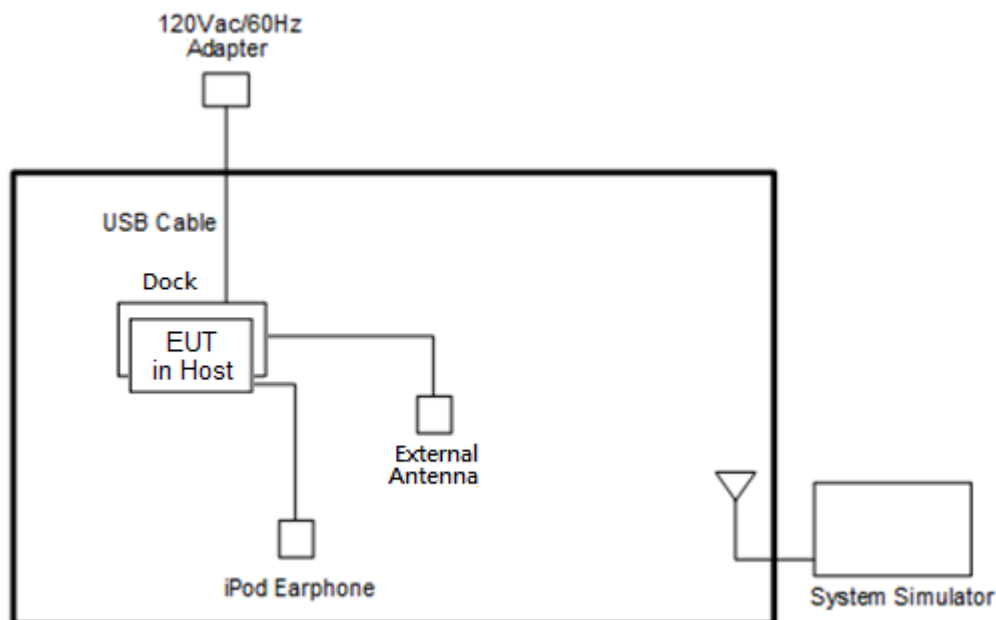 120Vac/60Hz
Adapter
USB Cable
Dock
EUT
in Host
External
Antenna
iPod Earphone
System Simulator